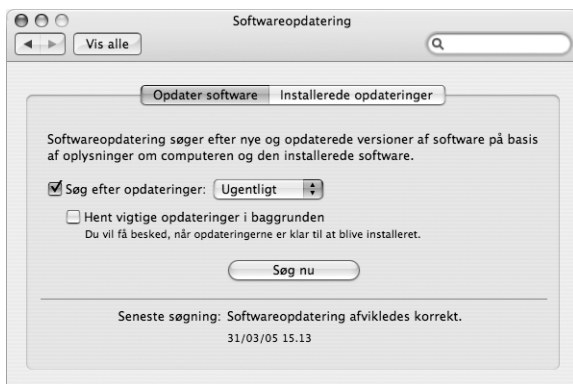 Softwareopdatering
Vis alle
Opdater software
Installerede opdateringer
Softwareopdatering søger efter nye og opdaterede versioner af software på basis
af oplysninger om computeren og den installerede software.
Søg efter opdateringer: Ugentligt
Hent vigtige opdateringer i baggrunden
Du vil få besked, når opdateringerne er klar til at blive installeret.
Søg nu
Seneste søgning: Softwareopdatering afvikledes korrekt.
31/03/05 15.13